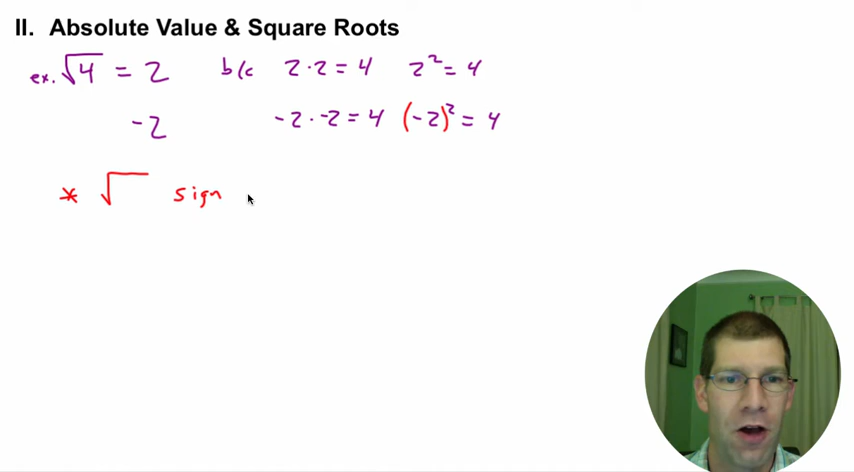 II. Absolute Value & Square Roots
ex. √4 = 2 b/c 2·2 = 4 2² = 4
-2 -2·-2 = 4 (-2)² = 4
* √ sign